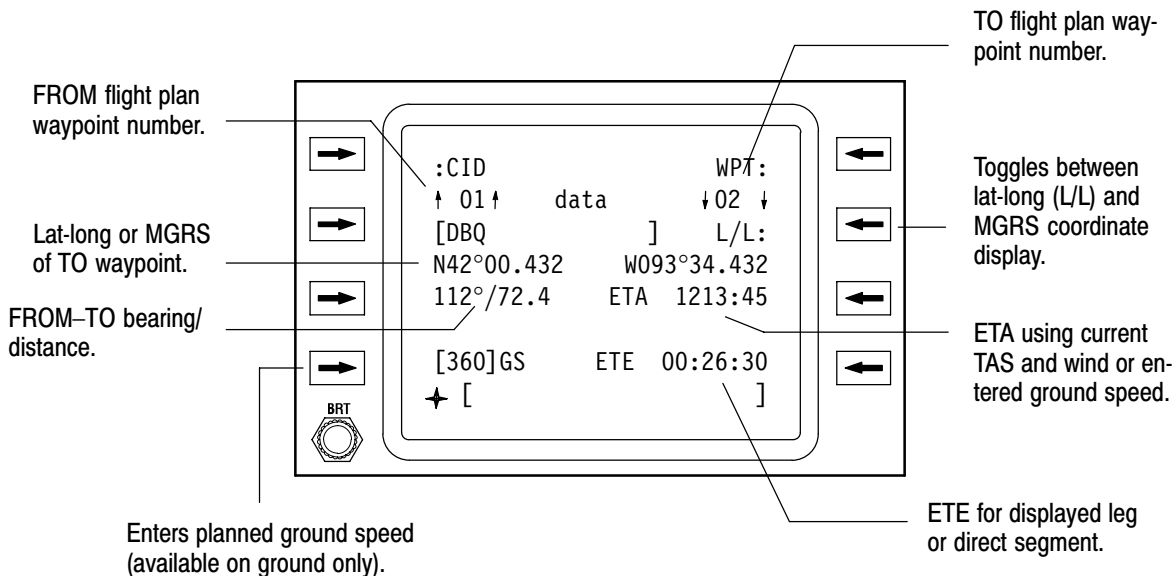 TO flight plan way-
point number.
FROM flight plan
waypoint number.
:CID WPT:
↑ 01↑ data ↓02 ↓
[DBQ ] L/L:
N42°00.432 W093°34.432
112°/72.4 ETA 1213:45
[360]GS ETE 00:26:30
[ ]
BRT
Toggles between
lat-long (L/L) and
MGRS coordinate
display.
Lat-long or MGRS
of TO waypoint.
FROM–TO bearing/
distance.
ETA using current
TAS and wind or en-
tered ground speed.
Enters planned ground speed
(available on ground only).
ETE for displayed leg
or direct segment.